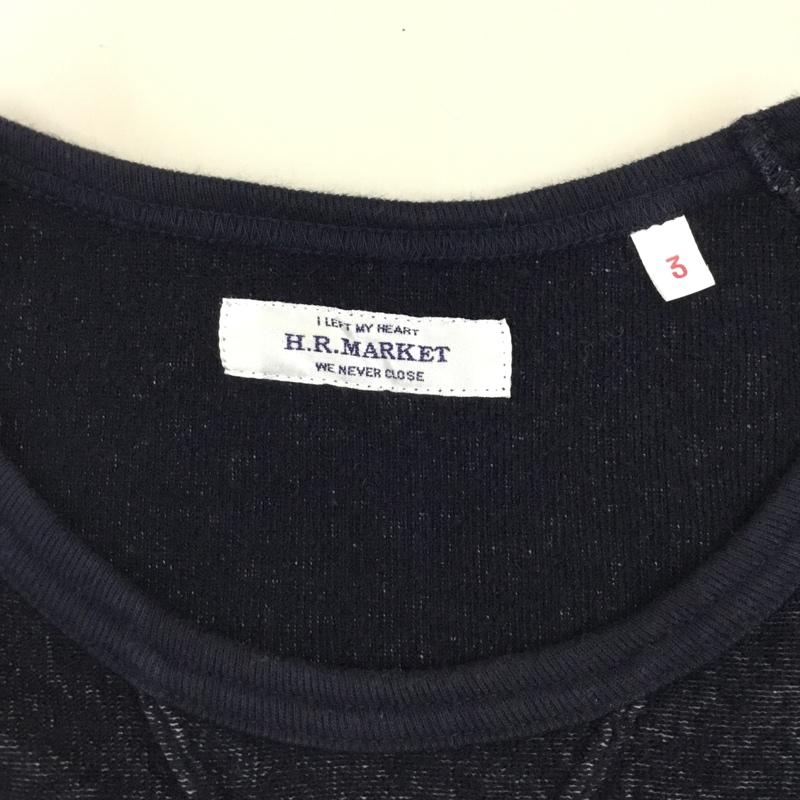 I LEFT MY HEART
H.R.MARKET
WE NEVER CLOSE
3